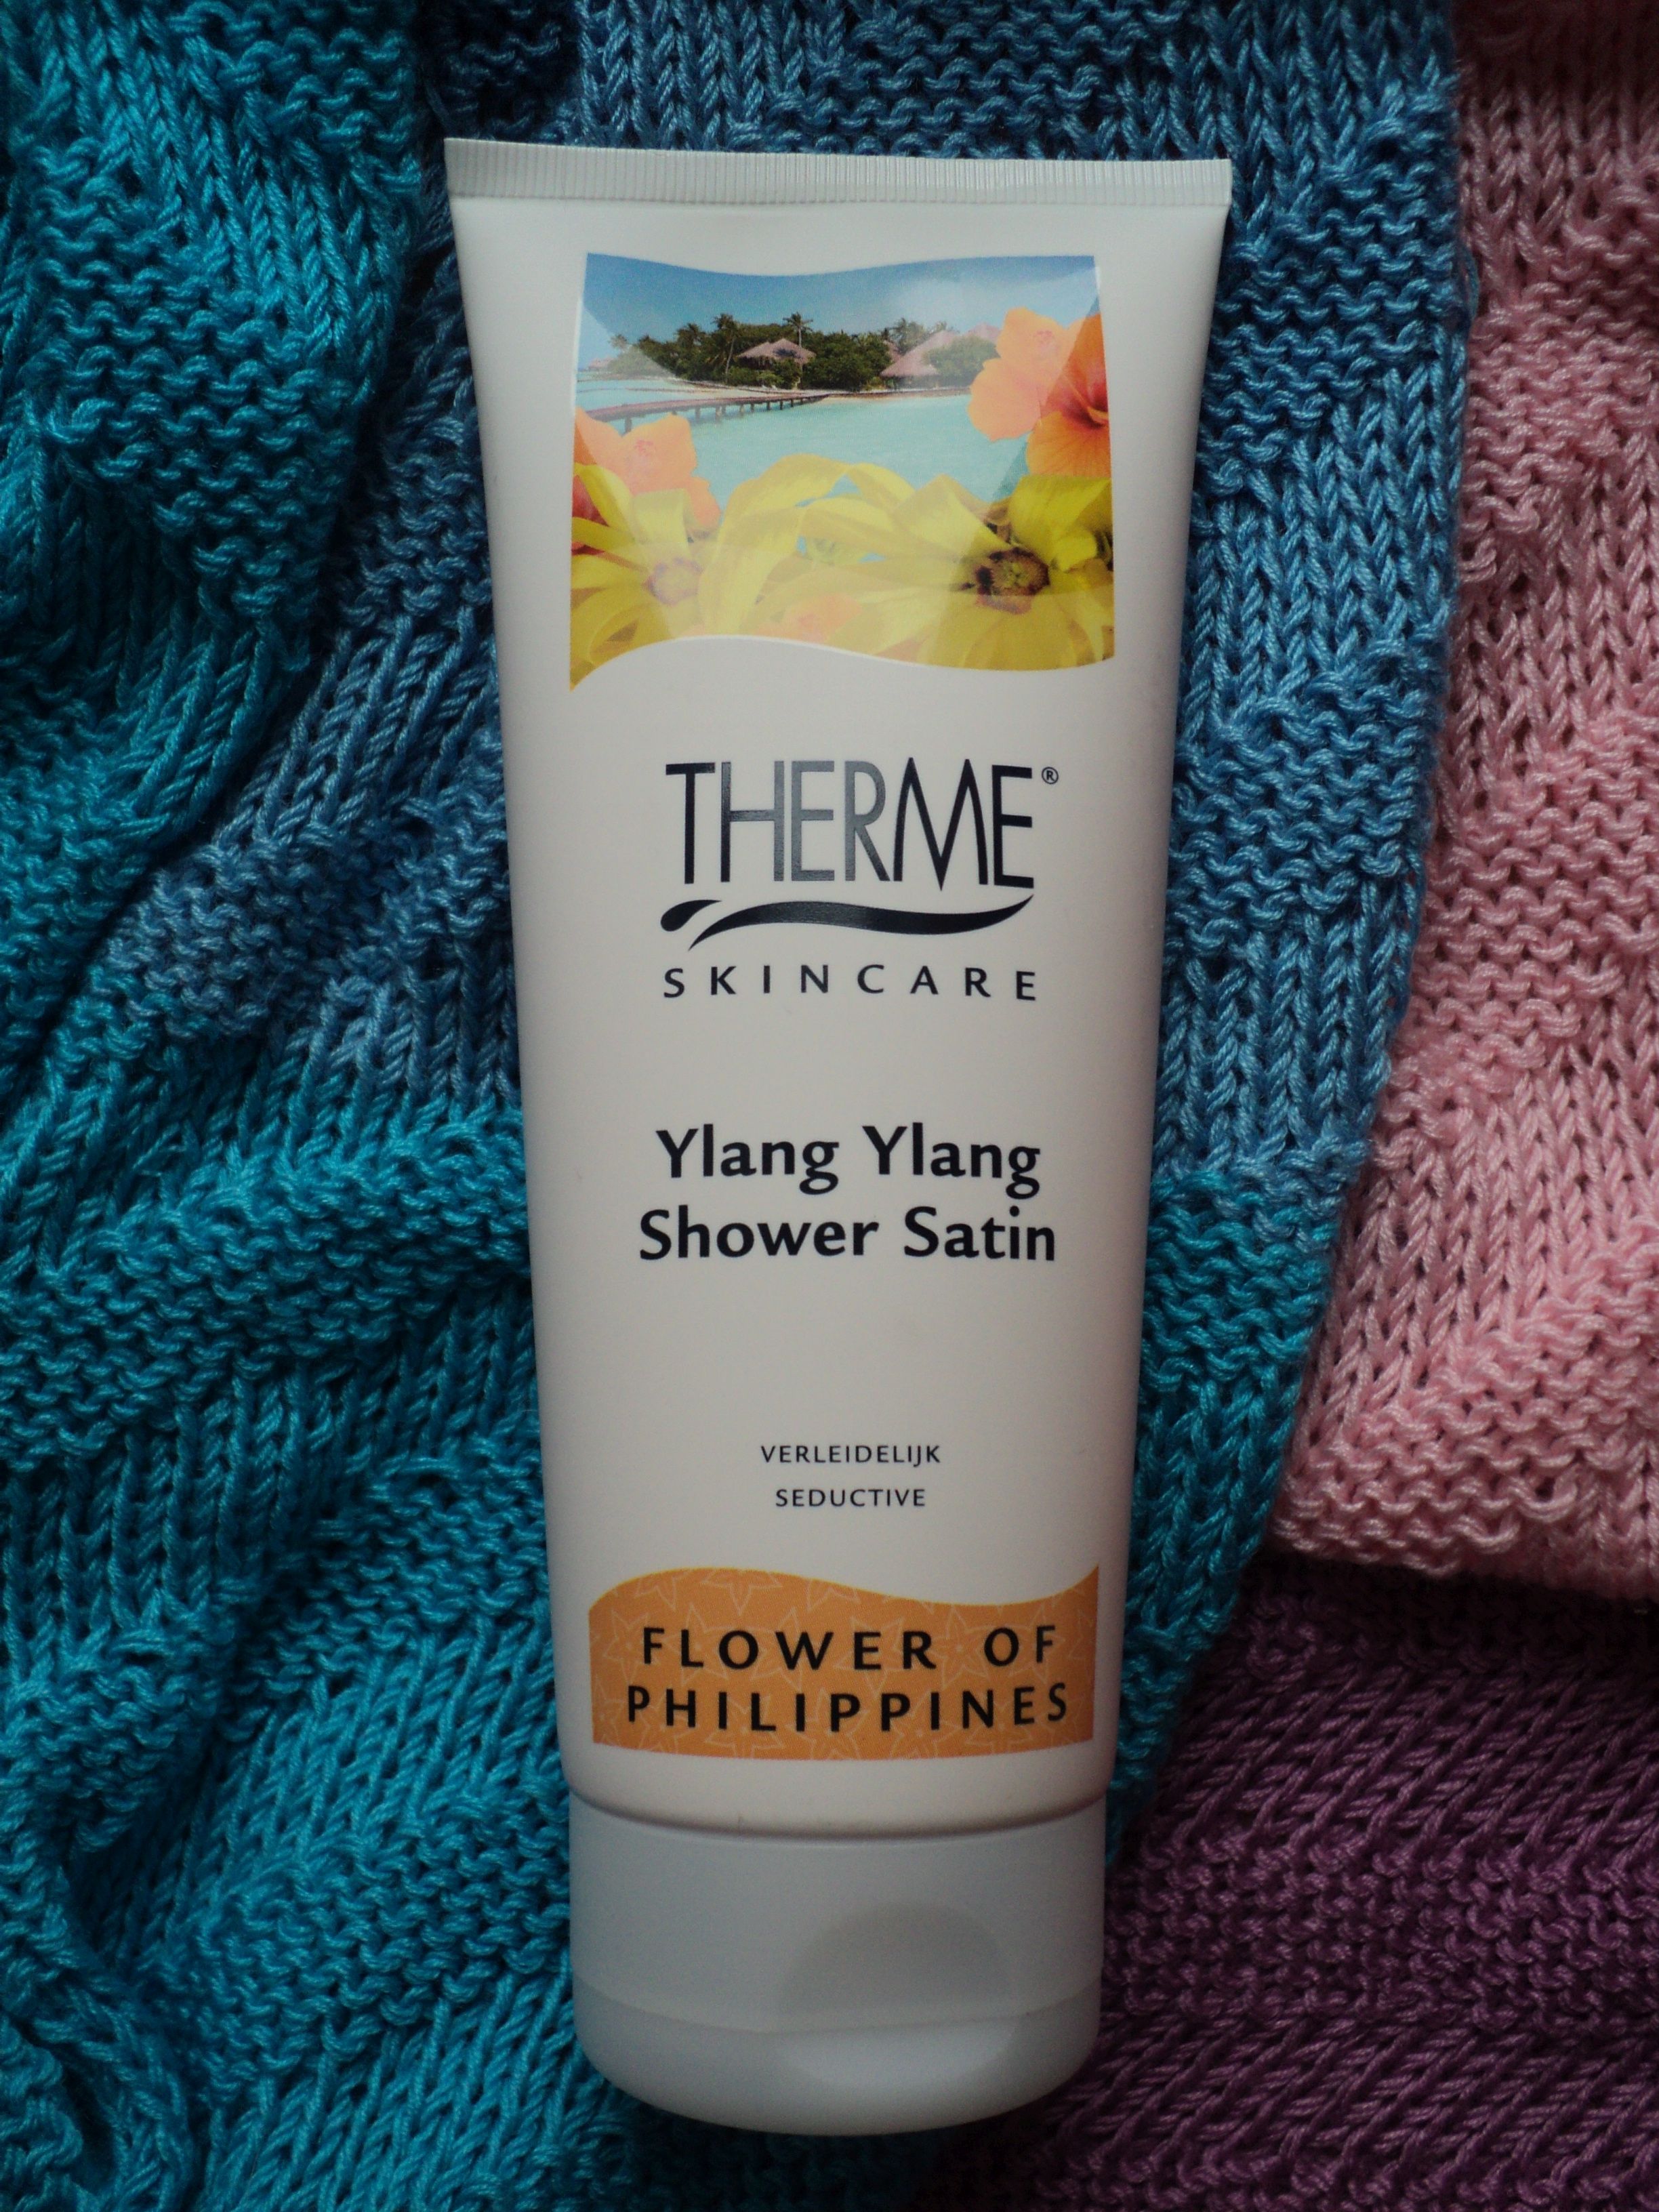 THERME®
SKINCARE
Ylang Ylang
Shower Satin
VERLEIDELIJK
SEDUCTIVE
FLOWER OF
PHILIPPINES